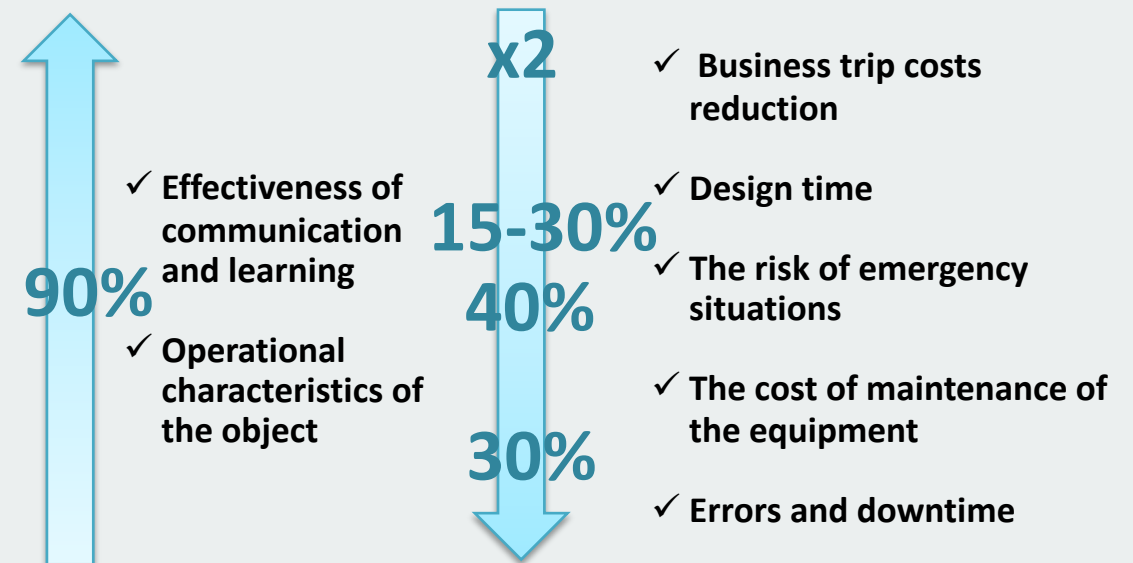 90%
✓ Effectiveness of
communication
and learning
✓ Operational
characteristics of
the object
x2
15-30%
40%
30%
✓ Business trip costs
reduction
✓ Design time
✓ The risk of emergency
situations
✓ The cost of maintenance of
the equipment
✓ Errors and downtime